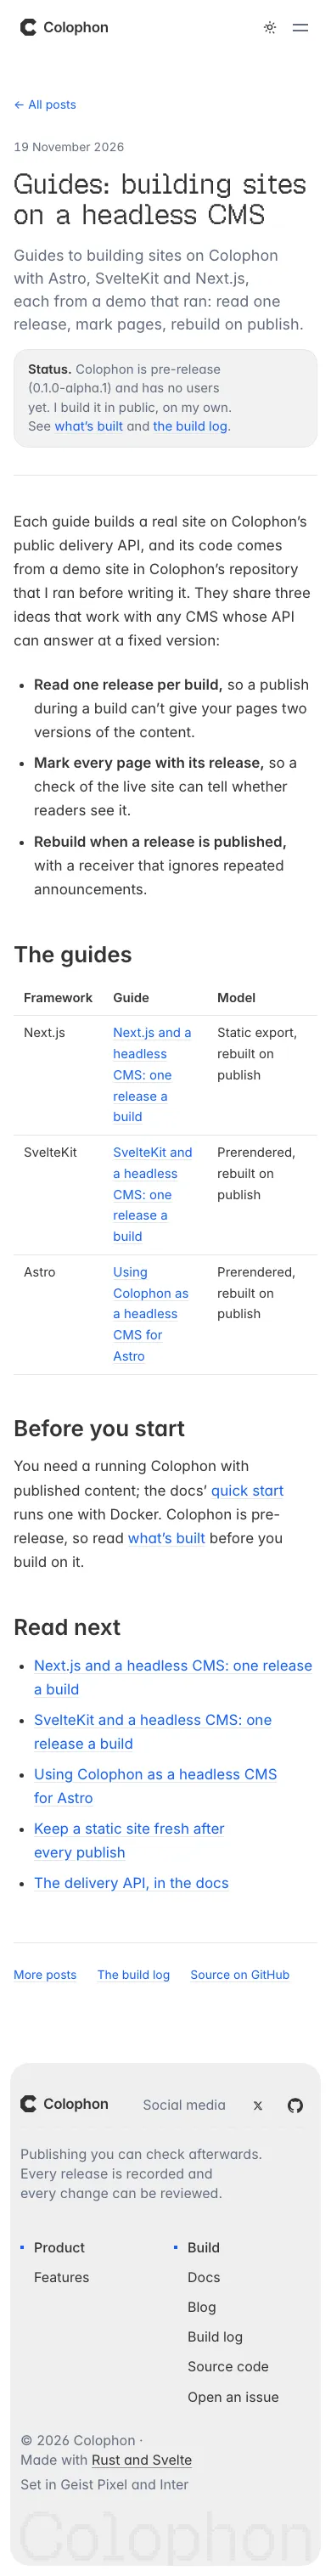 Colophon
← All posts
19 November 2026
Guides: building sites
on a headless CMS
Guides to building sites on Colophon
with Astro, SvelteKit and Next.js,
each from a demo that ran: read one
release, mark pages, rebuild on publish.
Status. Colophon is pre-release
(0.1.0-alpha.1) and has no users
yet. I build it in public, on my own.
See what’s built and the build log.
Each guide builds a real site on Colophon’s
public delivery API, and its code comes
from a demo site in Colophon’s repository
that I ran before writing it. They share three
ideas that work with any CMS whose API
can answer at a fixed version:
• Read one release per build, so a publish
during a build can’t give your pages two
versions of the content.
• Mark every page with its release, so a
check of the live site can tell whether
readers see it.
• Rebuild when a release is published,
with a receiver that ignores repeated
announcements.
The guides
Framework Guide Model
Next.js Next.js and a Static export,
headless rebuilt on
CMS: one publish
release a
build
SvelteKit SvelteKit and Prerendered,
a headless rebuilt on
CMS: one publish
release a
build
Astro Using Prerendered,
Colophon as rebuilt on
a headless publish
CMS for
Astro
Before you start
You need a running Colophon with
published content; the docs’ quick start
runs one with Docker. Colophon is pre-
release, so read what’s built before you
build on it.
Read next
• Next.js and a headless CMS: one release
a build
• SvelteKit and a headless CMS: one
release a build
• Using Colophon as a headless CMS
for Astro
• Keep a static site fresh after
every publish
• The delivery API, in the docs
More posts The build log Source on GitHub
Colophon Social media
Publishing you can check afterwards.
Every release is recorded and
every change can be reviewed.
Product Build
Features Docs
Blog
Build log
Source code
Open an issue
© 2026 Colophon ·
Made with Rust and Svelte
Set in Geist Pixel and Inter
Colophon